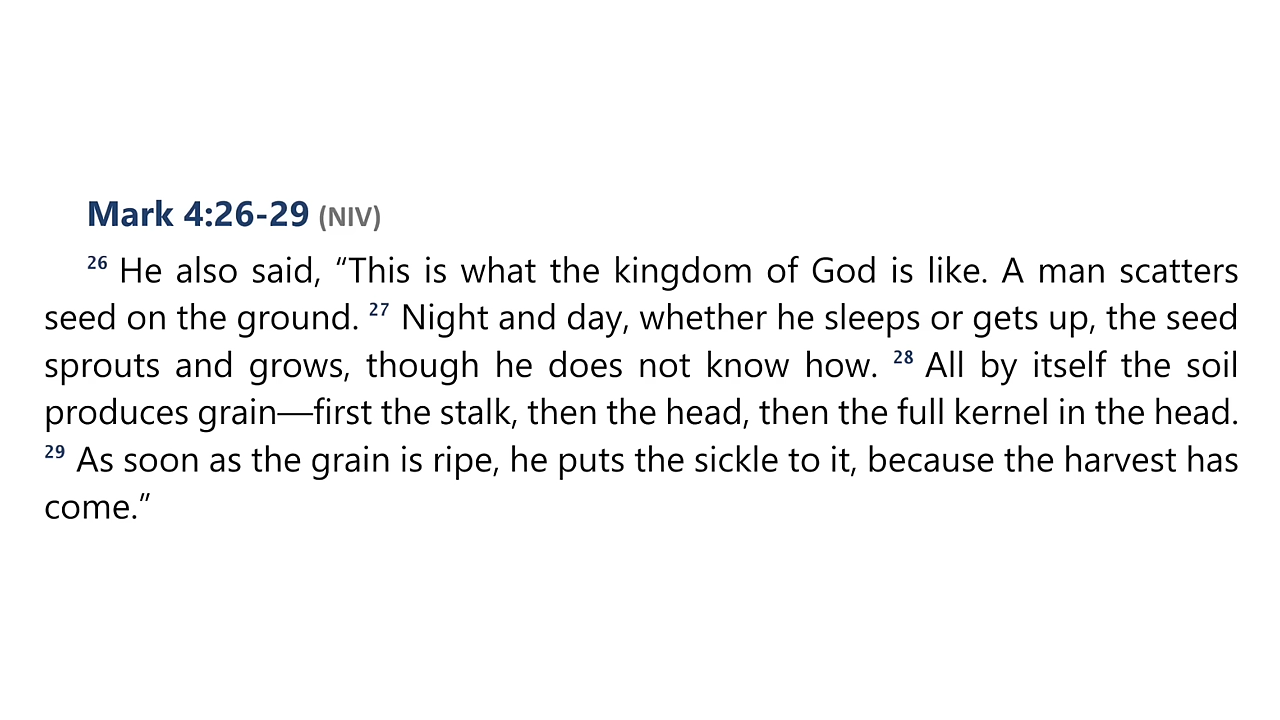 Mark 4:26-29 (NIV)
26 He also said, “This is what the kingdom of God is like. A man scatters
seed on the ground. 27 Night and day, whether he sleeps or gets up, the seed
sprouts and grows, though he does not know how. 28 All by itself the soil
produces grain—first the stalk, then the head, then the full kernel in the head.
29 As soon as the grain is ripe, he puts the sickle to it, because the harvest has
come.”